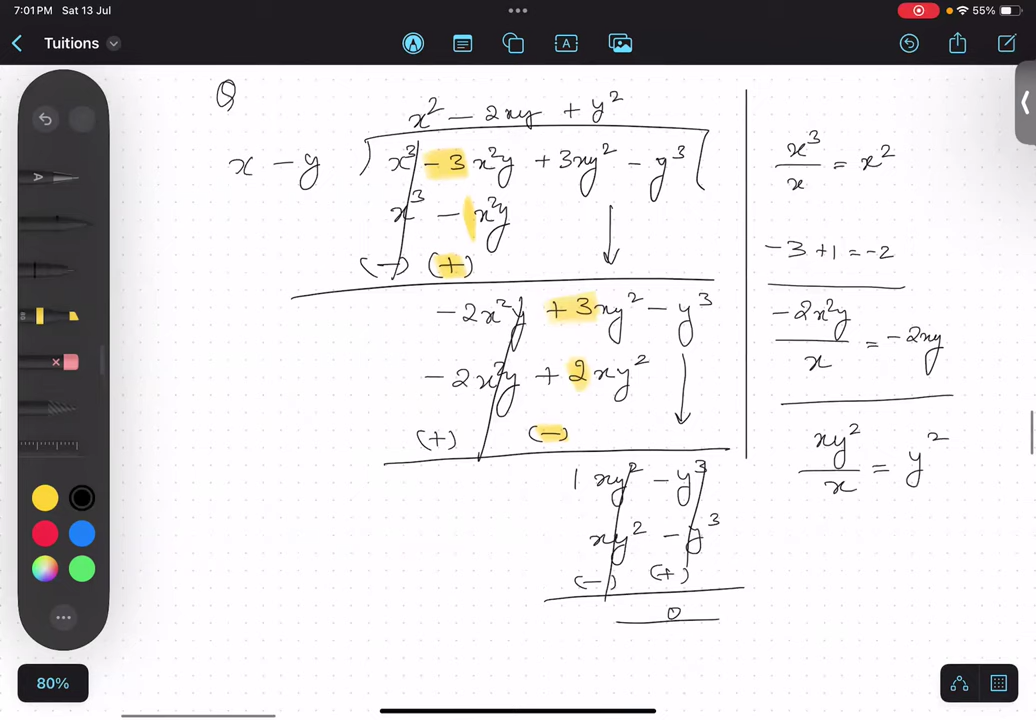 7:01 PM Sat 13 Jul
55%
Tuitions
Q
x² - 2xy + y²
x - y ) x³ - 3x²y + 3xy² - y³ (
x³ - x²y
(-) (+)
-2x²y + 3xy² - y³
-2x²y + 2xy²
(+) (-)
1xy² - y³
xy² - y³
(-) (+)
0
x³/x = x²
-3 + 1 = -2
-2x²y/x = -2xy
xy²/x = y²
80%